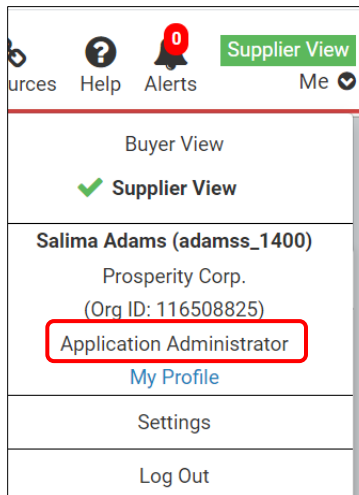 0
Supplier View
urces Help Alerts Me
Buyer View
Supplier View
Salima Adams (adamss_1400)
Prosperity Corp.
(Org ID: 116508825)
Application Administrator
My Profile
Settings
Log Out